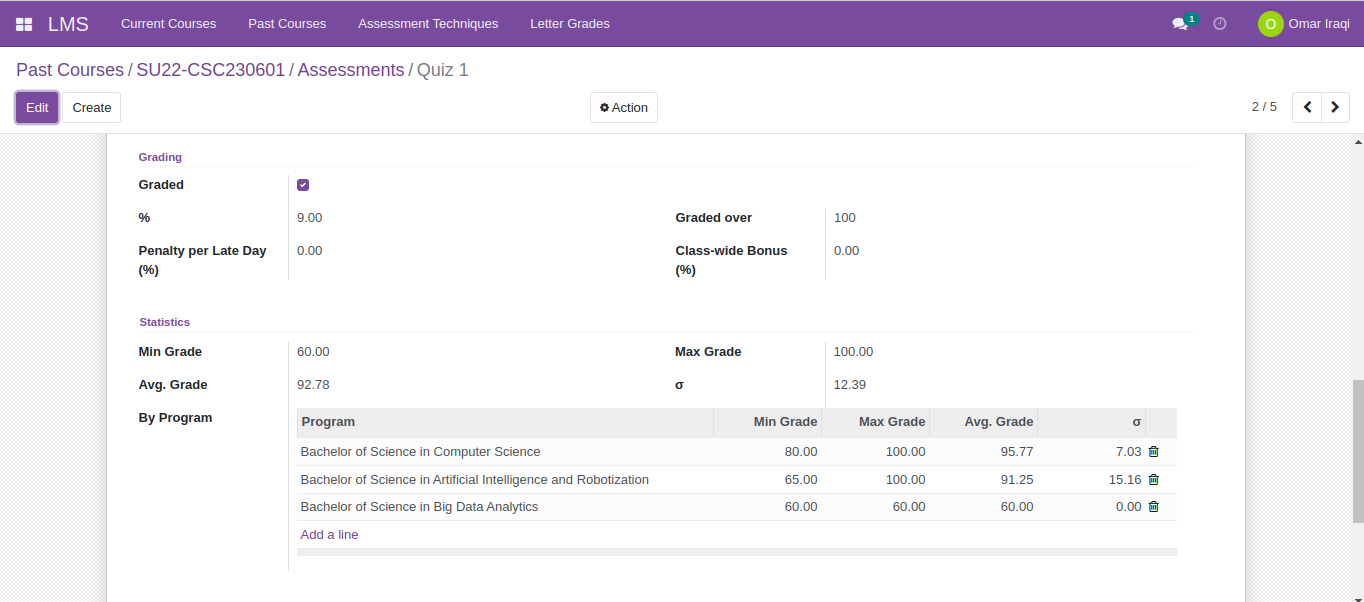 LMS Current Courses Past Courses Assessment Techniques Letter Grades 1 O Omar Iraqi
Past Courses / SU22-CSC230601 / Assessments / Quiz 1
Edit Create Action 2 / 5
Grading
Graded
% 9.00 Graded over 100
Penalty per Late Day 0.00 Class-wide Bonus 0.00
(%) (%)
Statistics
Min Grade 60.00 Max Grade 100.00
Avg. Grade 92.78 σ 12.39
By Program
Program Min Grade Max Grade Avg. Grade σ
Bachelor of Science in Computer Science 80.00 100.00 95.77 7.03
Bachelor of Science in Artificial Intelligence and Robotization 65.00 100.00 91.25 15.16
Bachelor of Science in Big Data Analytics 60.00 60.00 60.00 0.00
Add a line